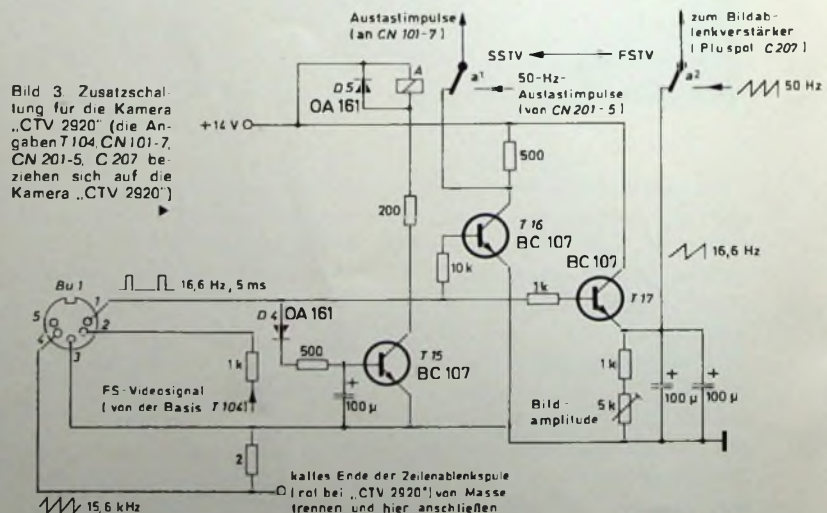 Bild 3. Zusatzschal-
tung für die Kamera
„CTV 2920" (die An-
gaben T 104, CN 101-7,
CN 201-5, C 207 be-
ziehen sich auf die
Kamera „CTV 2920")
Austastimpulse
(an CN 101-7)
SSTV
FSTV
zum Bildab-
lenkverstärker
(Pluspol C 207)
a1
a2
50-Hz-
Austastimpulse
(von CN 201-5)
50 Hz
D 5
OA 161
A
+14 V
500
200
T 16
BC 107
10 k
16,6 Hz
BC 107
T 17
1 k
Bu 1
16,6 Hz, 5 ms
1
2
3
4
5
D 4
OA 161
500
T 15
BC 107
+
100 µ
1 k
FS-Videosignal
(von der Basis T 104)
1 k
5 k
Bild-
amplitude
+
100 µ
+
100 µ
2
15,6 kHz
kaltes Ende der Zeilenablenkspule
(rot bei „CTV 2920") von Masse
trennen und hier anschließen